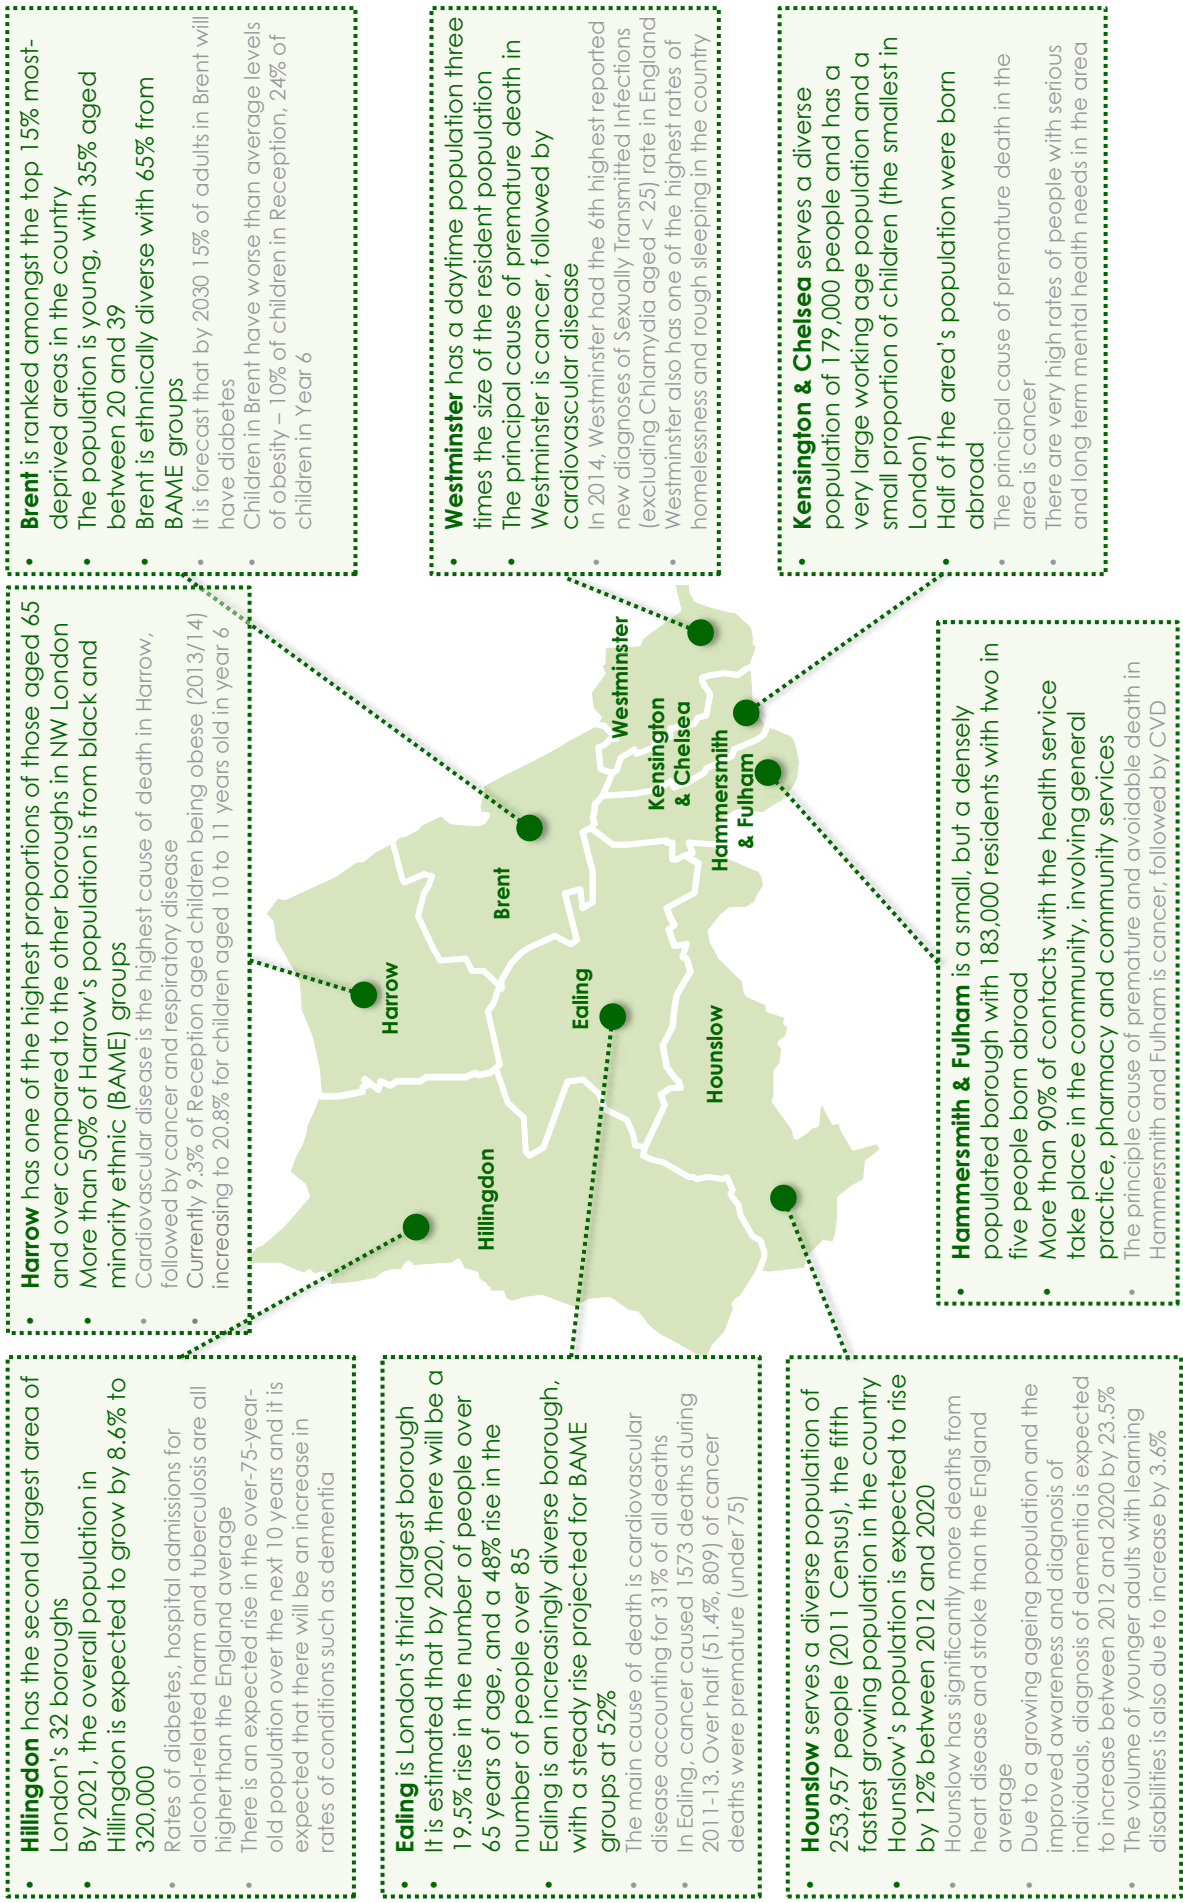 Hillingdon has the second largest area of
London's 32 boroughs
By 2021, the overall population in
Hillingdon is expected to grow by 8.6% to
320,000
Rates of diabetes, hospital admissions for
alcohol-related harm and tuberculosis are all
higher than the England average
There is an expected rise in the over-75-year-
old population over the next 10 years and it is
expected that there will be an increase in
rates of conditions such as dementia
Harrow has one of the highest proportions of those aged 65
and over compared to the other boroughs in NW London
More than 50% of Harrow's population is from black and
minority ethnic (BAME) groups
Cardiovascular disease is the highest cause of death in Harrow,
followed by cancer and respiratory disease
Currently 9.3% of Reception aged children being obese (2013/14)
increasing to 20.8% for children aged 10 to 11 years old in year 6
Brent is ranked amongst the top 15% most-
deprived areas in the country
The population is young, with 35% aged
between 20 and 39
Brent is ethnically diverse with 65% from
BAME groups
It is forecast that by 2030 15% of adults in Brent will
have diabetes
Children in Brent have worse than average levels
of obesity – 10% of children in Reception, 24% of
children in Year 6
Ealing is London's third largest borough
It is estimated that by 2020, there will be a
19.5% rise in the number of people over
65 years of age, and a 48% rise in the
number of people over 85
Ealing is an increasingly diverse borough,
with a steady rise projected for BAME
groups at 52%
The main cause of death is cardiovascular
disease accounting for 31% of all deaths
In Ealing, cancer caused 1573 deaths during
2011-13. Over half (51.4%, 809) of cancer
deaths were premature (under 75)
Harrow
Hillingdon
Brent
Ealing
Westminster
Kensington
& Chelsea
Hammersmith
& Fulham
Hounslow
Westminster has a daytime population three
times the size of the resident population
The principal cause of premature death in
Westminster is cancer, followed by
cardiovascular disease
In 2014, Westminster had the 6th highest reported
new diagnoses of Sexually Transmitted Infections
(excluding Chlamydia aged < 25) rate in England
Westminster also has one of the highest rates of
homelessness and rough sleeping in the country
Hounslow serves a diverse population of
253,957 people (2011 Census), the fifth
fastest growing population in the country
Hounslow's population is expected to rise
by 12% between 2012 and 2020
Hounslow has significantly more deaths from
heart disease and stroke than the England
average
Due to a growing ageing population and the
improved awareness and diagnosis of
individuals, diagnosis of dementia is expected
to increase between 2012 and 2020 by 23.5%
The volume of younger adults with learning
disabilities is also due to increase by 3.6%
Hammersmith & Fulham is a small, but a densely
populated borough with 183,000 residents with two in
five people born abroad
More than 90% of contacts with the health service
take place in the community, involving general
practice, pharmacy and community services
The principle cause of premature and avoidable death in
Hammersmith and Fulham is cancer, followed by CVD
Kensington & Chelsea serves a diverse
population of 179,000 people and has a
very large working age population and a
small proportion of children (the smallest in
London)
Half of the area's population were born
abroad
The principal cause of premature death in the
area is cancer
There are very high rates of people with serious
and long term mental health needs in the area